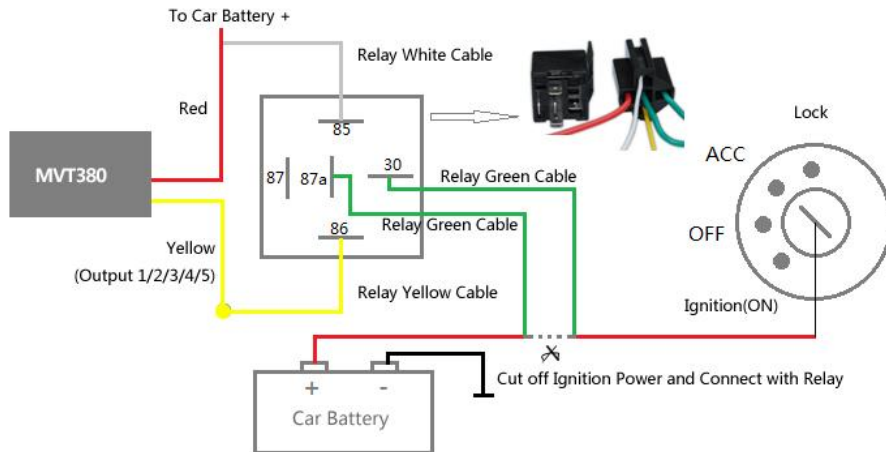 To Car Battery +
Relay White Cable
Red
85
Lock
ACC
MVT380
87
87a
30
Relay Green Cable
OFF
86
Relay Green Cable
Yellow
(Output 1/2/3/4/5)
Relay Yellow Cable
Ignition(ON)
+
-
Cut off Ignition Power and Connect with Relay
Car Battery